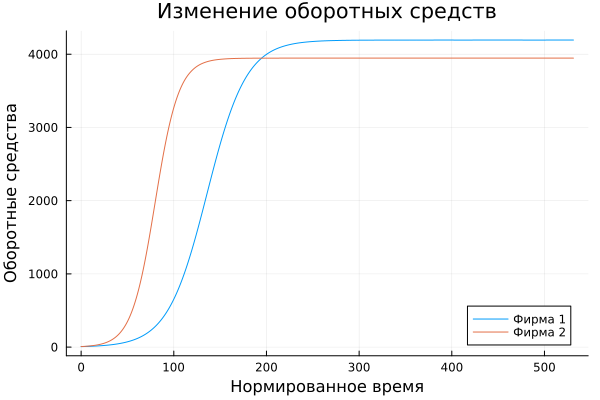 Изменение оборотных средств
Оборотные средства
4000
3000
2000
1000
0
0 100 200 300 400 500
Нормированное время
Фирма 1
Фирма 2